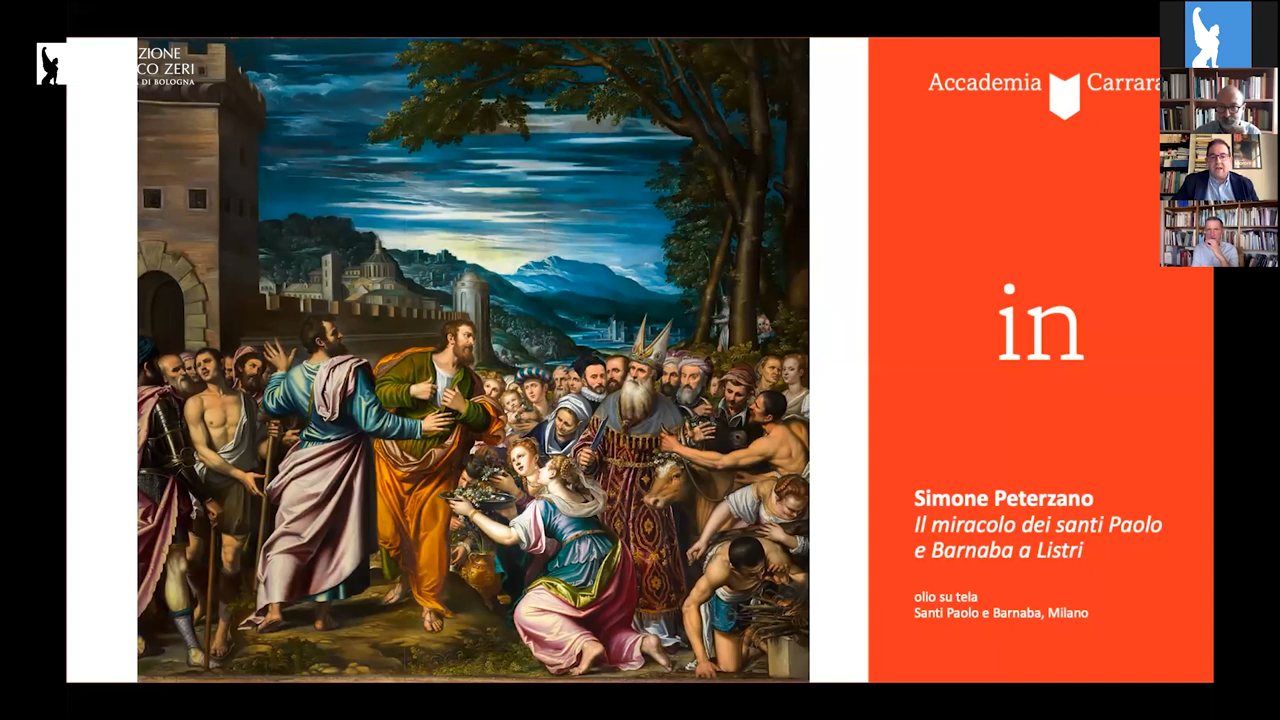 ZIONE
CO ZERI
DI BOLOGNA
Accademia Carrara
in
Simone Peterzano
Il miracolo dei santi Paolo
e Barnaba a Listri
olio su tela
Santi Paolo e Barnaba, Milano